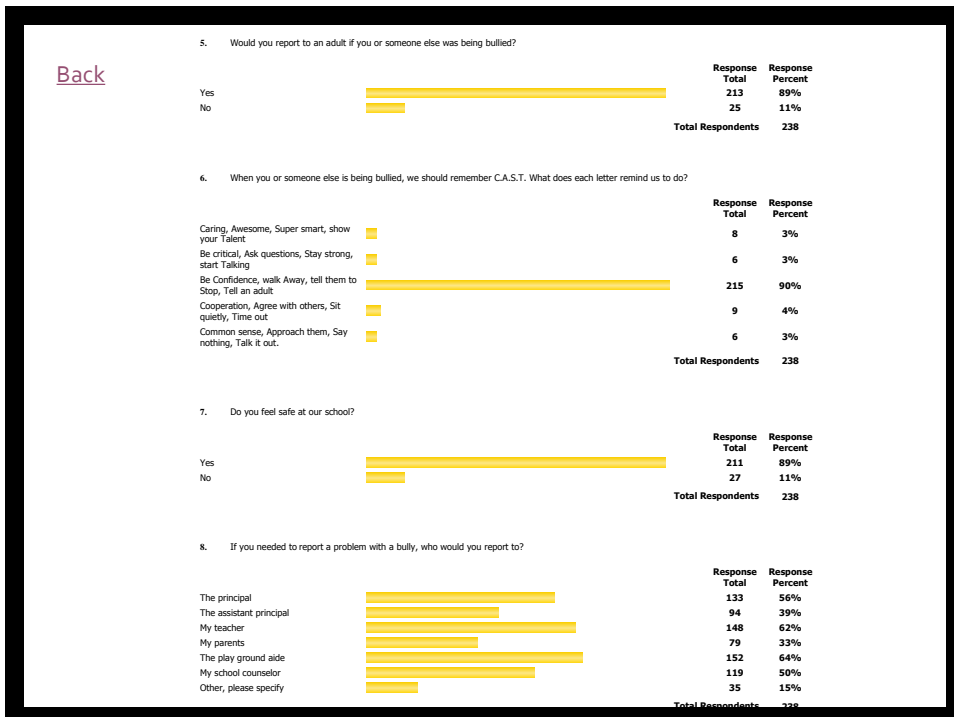 Back
5. Would you report to an adult if you or someone else was being bullied?
Response Response
Total Percent
Yes 213 89%
No 25 11%
Total Respondents 238
6. When you or someone else is being bullied, we should remember C.A.S.T. What does each letter remind us to do?
Response Response
Total Percent
Caring, Awesome, Super smart, show
your Talent 8 3%
Be critical, Ask questions, Stay strong,
start Talking 6 3%
Be Confidence, walk Away, tell them to
Stop, Tell an adult 215 90%
Cooperation, Agree with others, Sit
quietly, Time out 9 4%
Common sense, Approach them, Say
nothing, Talk it out. 6 3%
Total Respondents 238
7. Do you feel safe at our school?
Response Response
Total Percent
Yes 211 89%
No 27 11%
Total Respondents 238
8. If you needed to report a problem with a bully, who would you report to?
Response Response
Total Percent
The principal 133 56%
The assistant principal 94 39%
My teacher 148 62%
My parents 79 33%
The play ground aide 152 64%
My school counselor 119 50%
Other, please specify 35 15%
Total Respondents 238